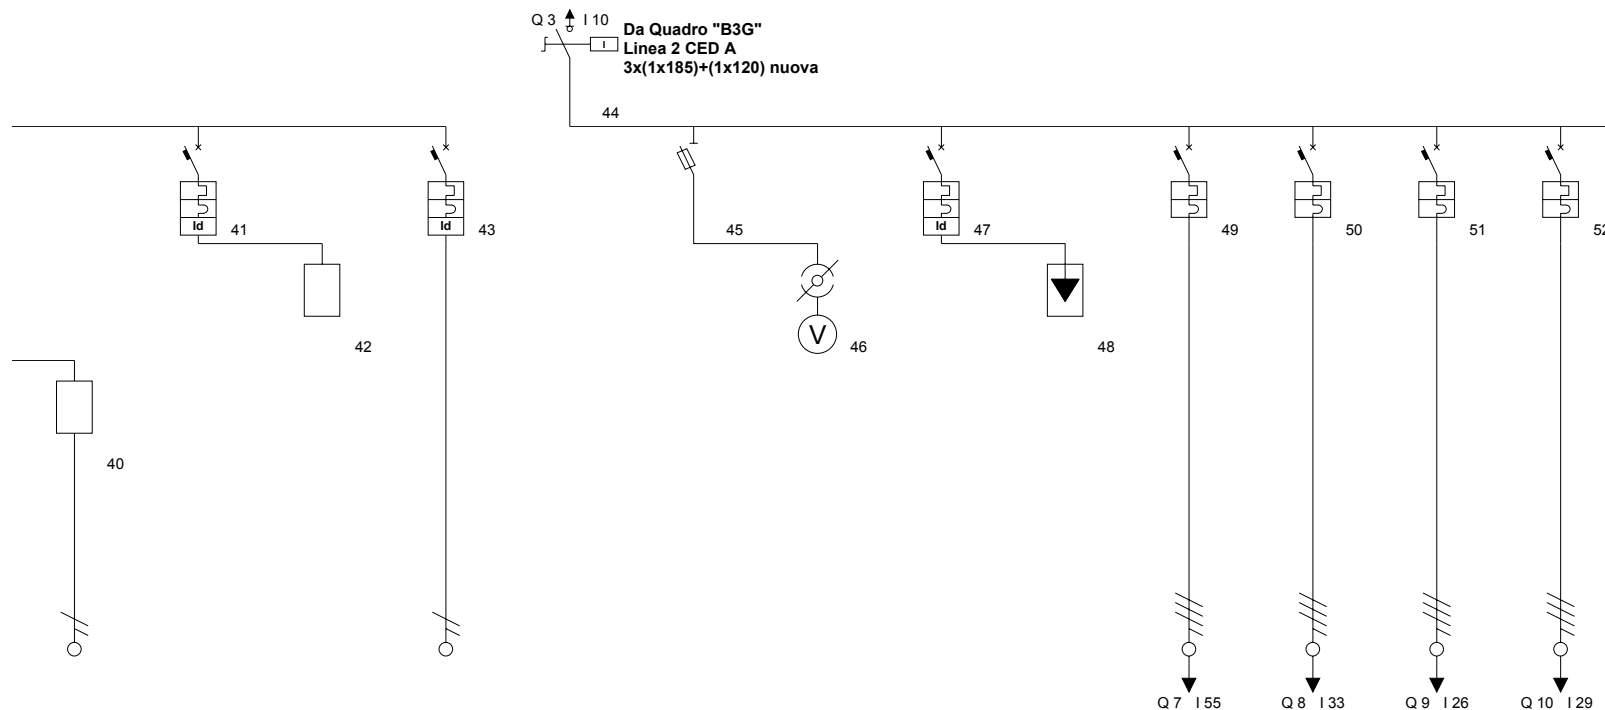 Q 3 I 10
Da Quadro "B3G"
I
Linea 2 CED A
3x(1x185)+(1x120) nuova
44
Id 41
Id 43
45
Id 47
49
50
51
52
42
V 46
48
40
Q 7 I 55
Q 8 I 33
Q 9 I 26
Q 10 I 29